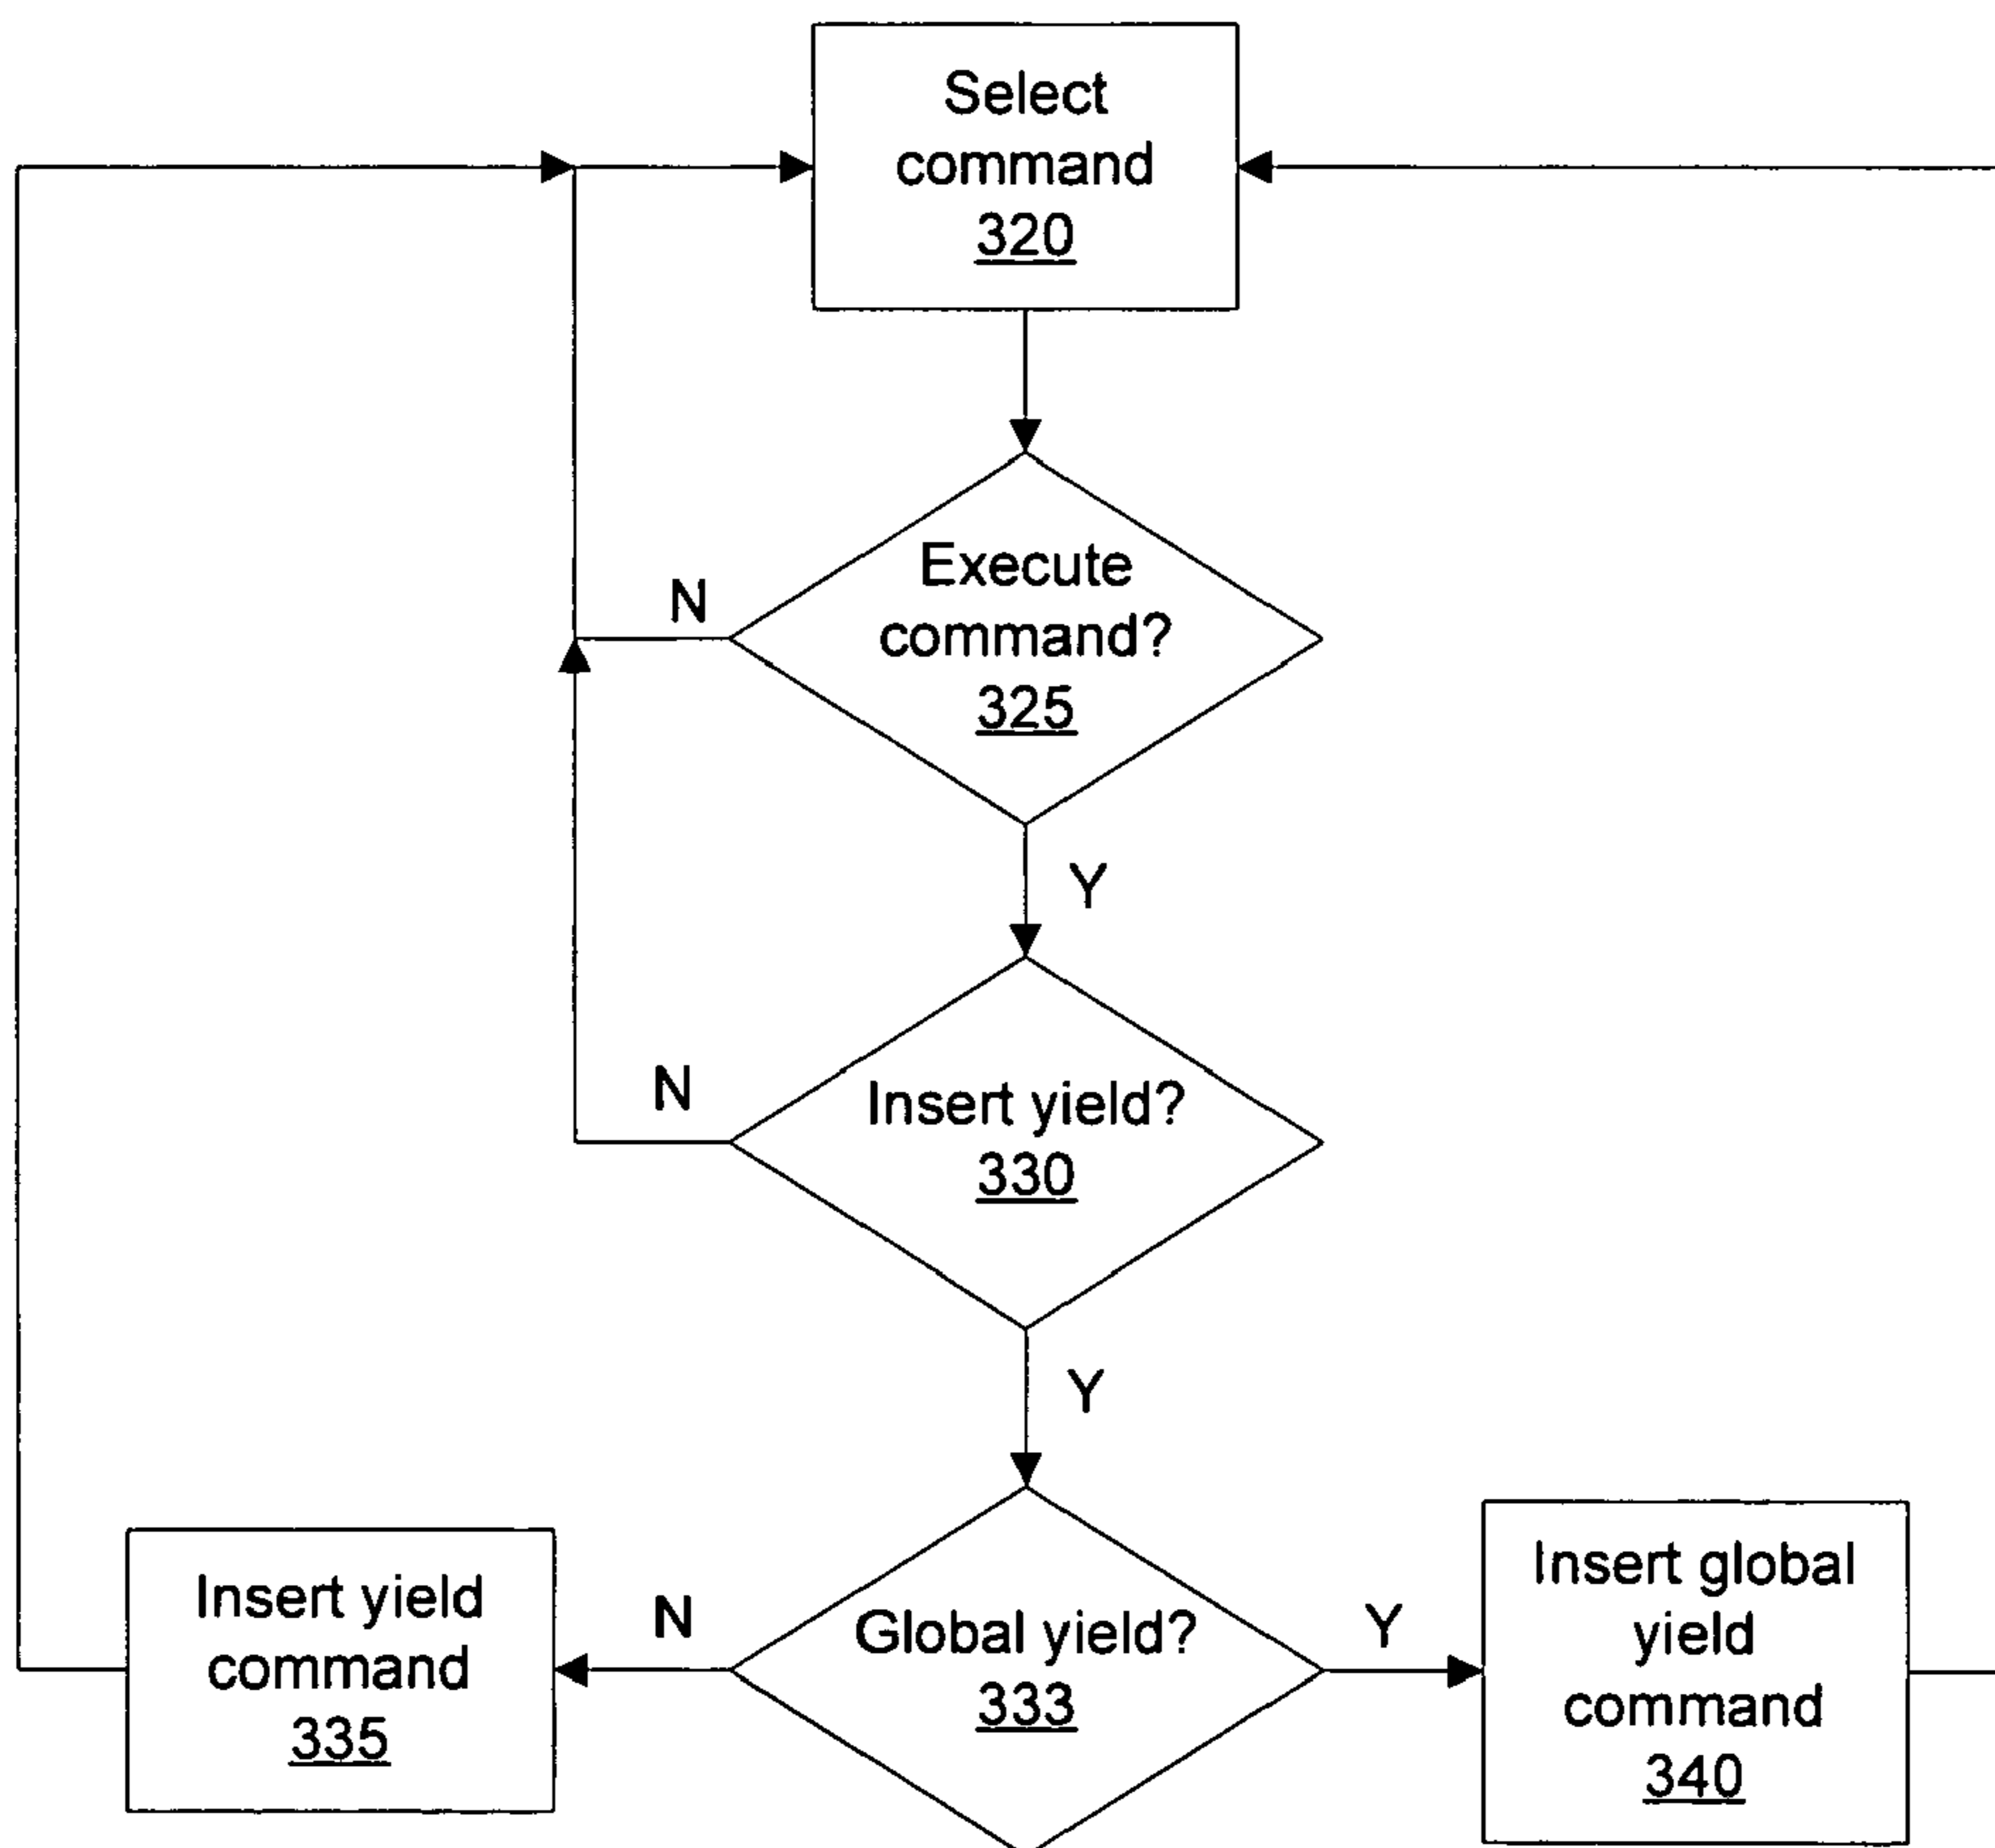 Select
command
320
Execute
command?
325
N
Y
Insert yield?
330
N
Y
Insert yield
command
335
N
Global yield?
333
Y
Insert global
yield
command
340